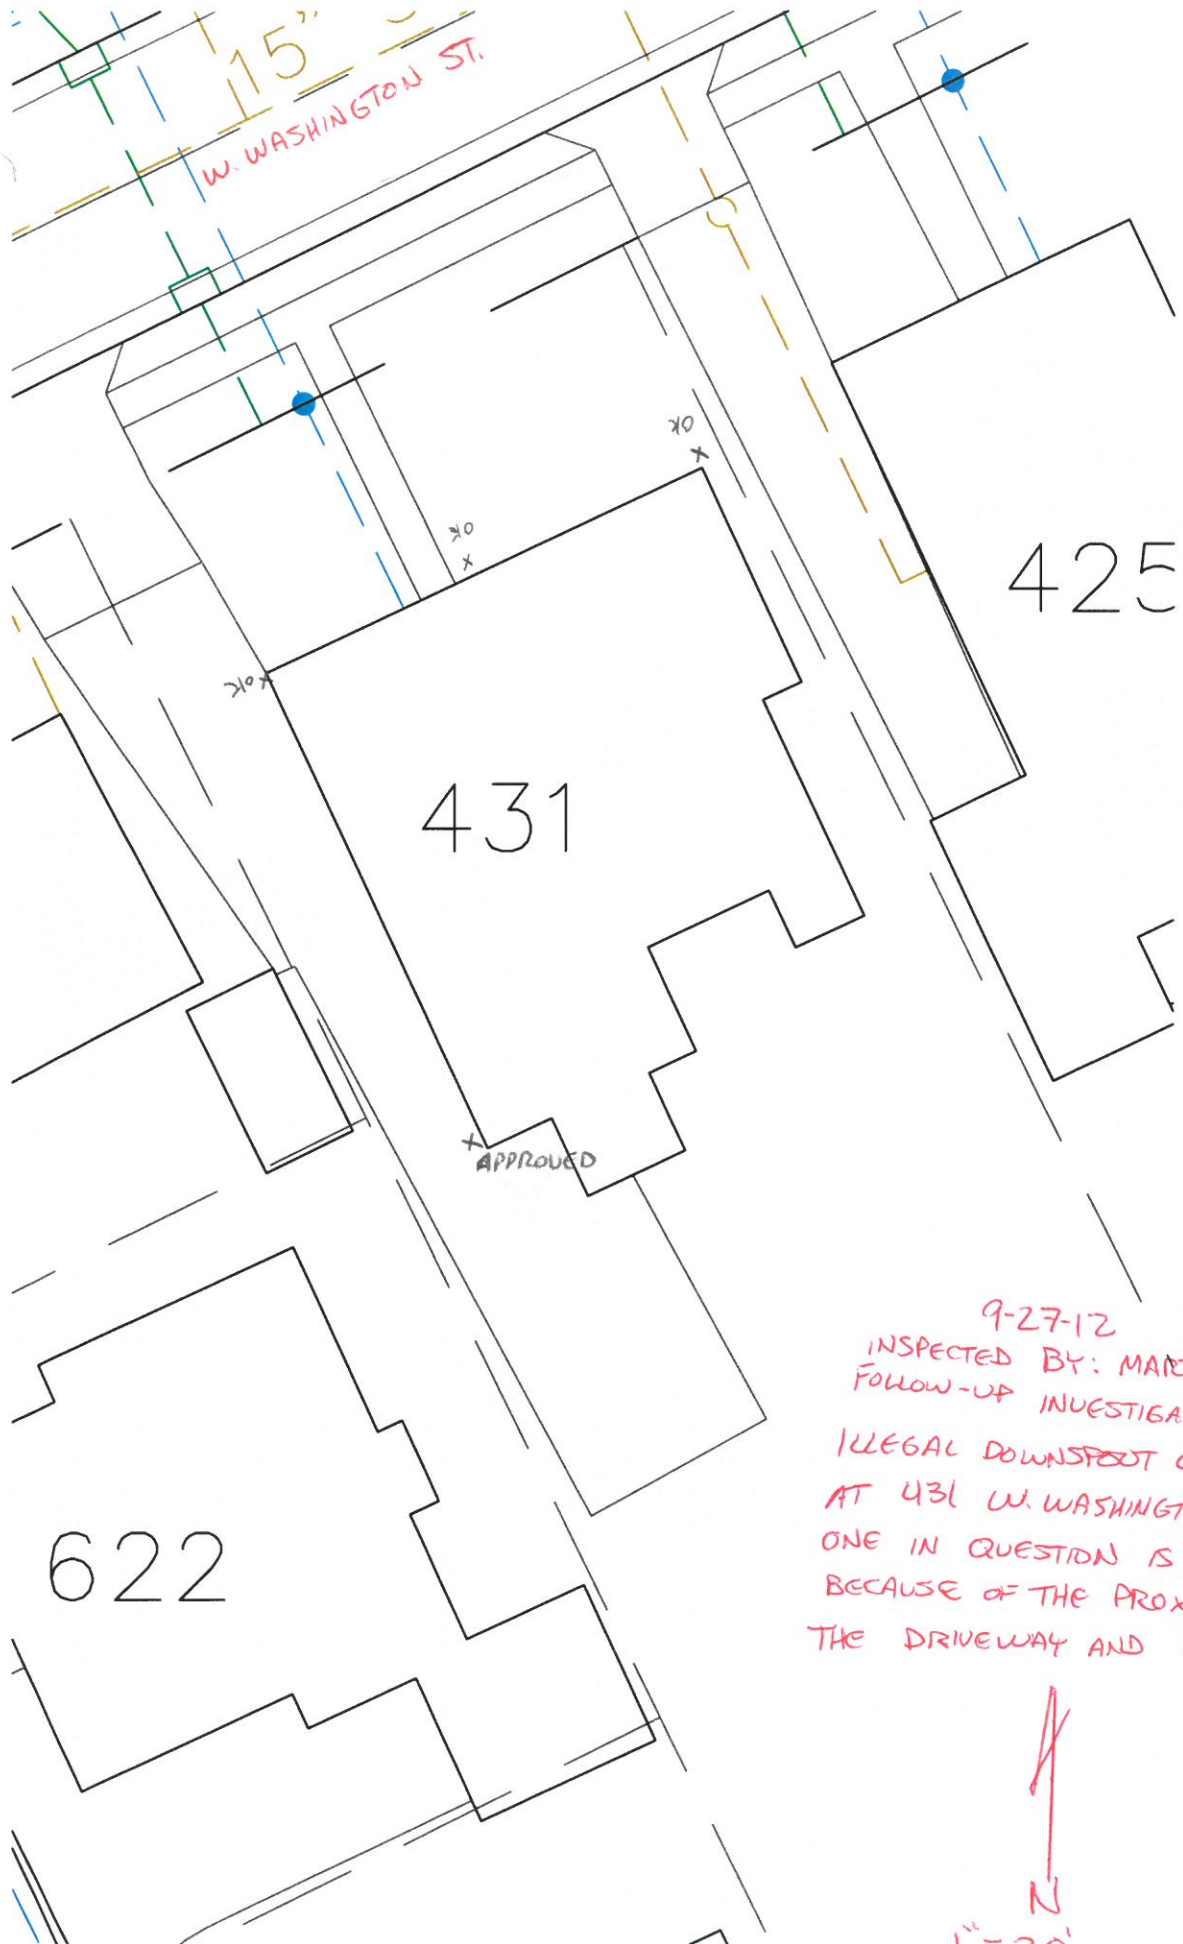 15"
W. WASHINGTON ST.
OK
OK
425
OK
431
APPROVED
9-27-12
INSPECTED BY:
FOLLOW-UP
ILLEGAL DOWNSPOUT
AT 431 W.
ONE IN QUESTION IS
BECAUSE OF THE
THE DRIVEWAY AND
622
N